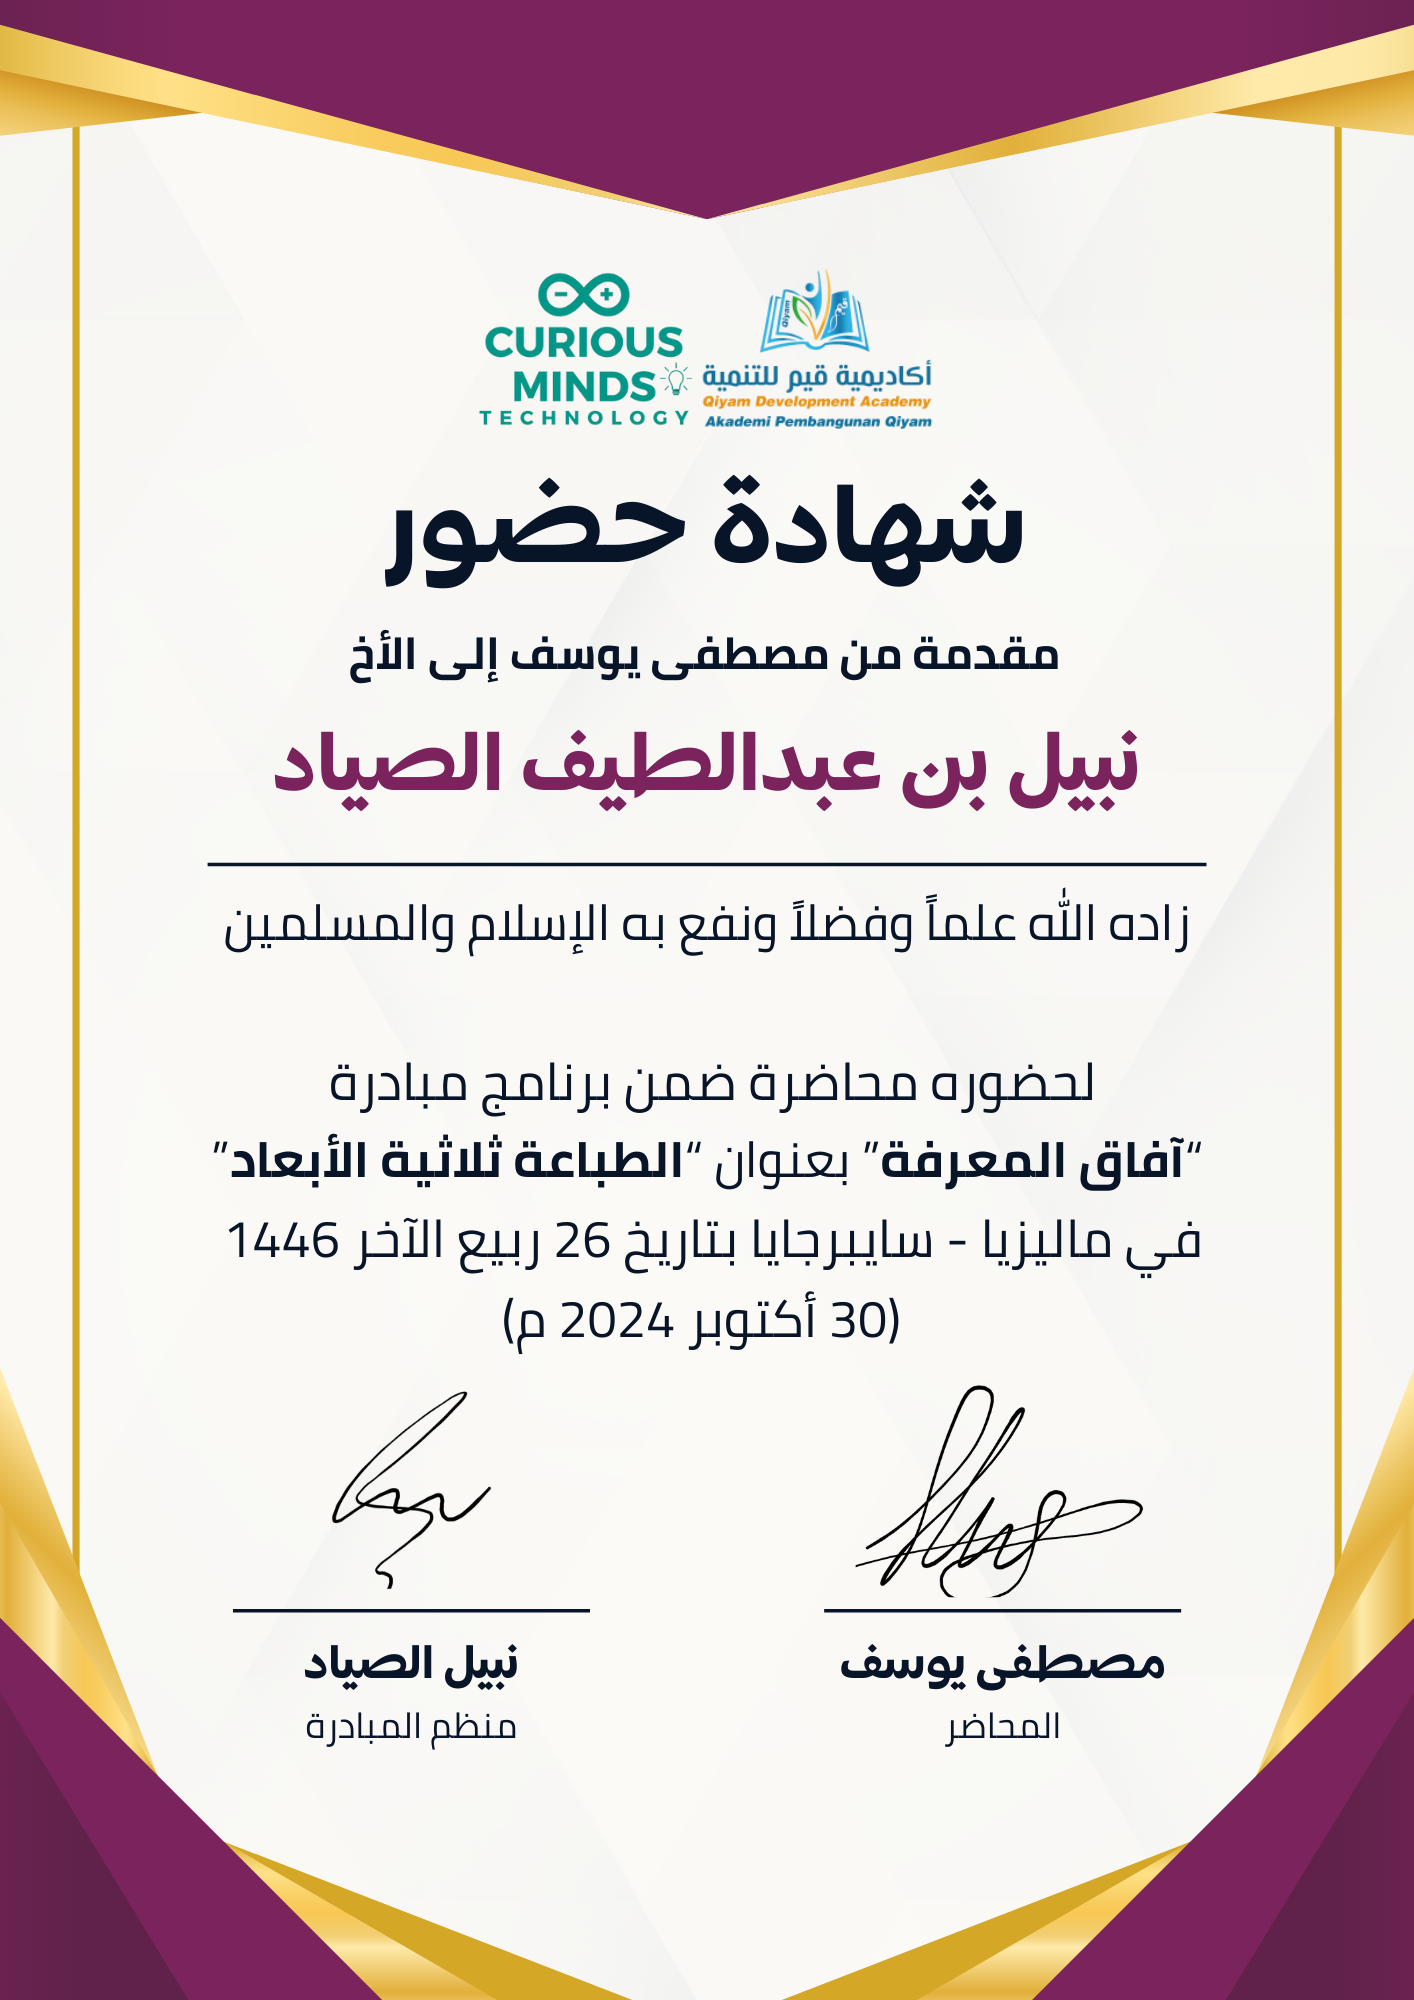 CURIOUS
MINDS
TECHNOLOGY
Qiyam
قيم
أكاديمية قيم للتنمية
Qiyam Development Academy
Akademi Pembangunan Qiyam
شهادة حضور
مقدمة من مصطفى يوسف إلى الأخ
نبيل بن عبدالطيف الصياد
زاده الله علماً وفضلاً ونفع به الإسلام والمسلمين
لحضوره محاضرة ضمن برنامج مبادرة
“آفاق المعرفة” بعنوان “الطباعة ثلاثية الأبعاد”
في ماليزيا - سايبرجايا بتاريخ 26 ربيع الآخر 1446
(30 أكتوبر 2024 م)
مصطفى يوسف
المحاضر
نبيل الصياد
منظم المبادرة